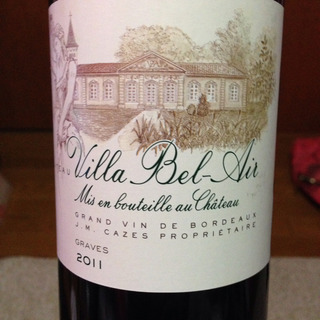 Villa Bel-Air
Mis en bouteille au Château
GRAND VIN DE BORDEAUX
J.M. CAZES PROPRIÉTAIRE
GRAVES
2011